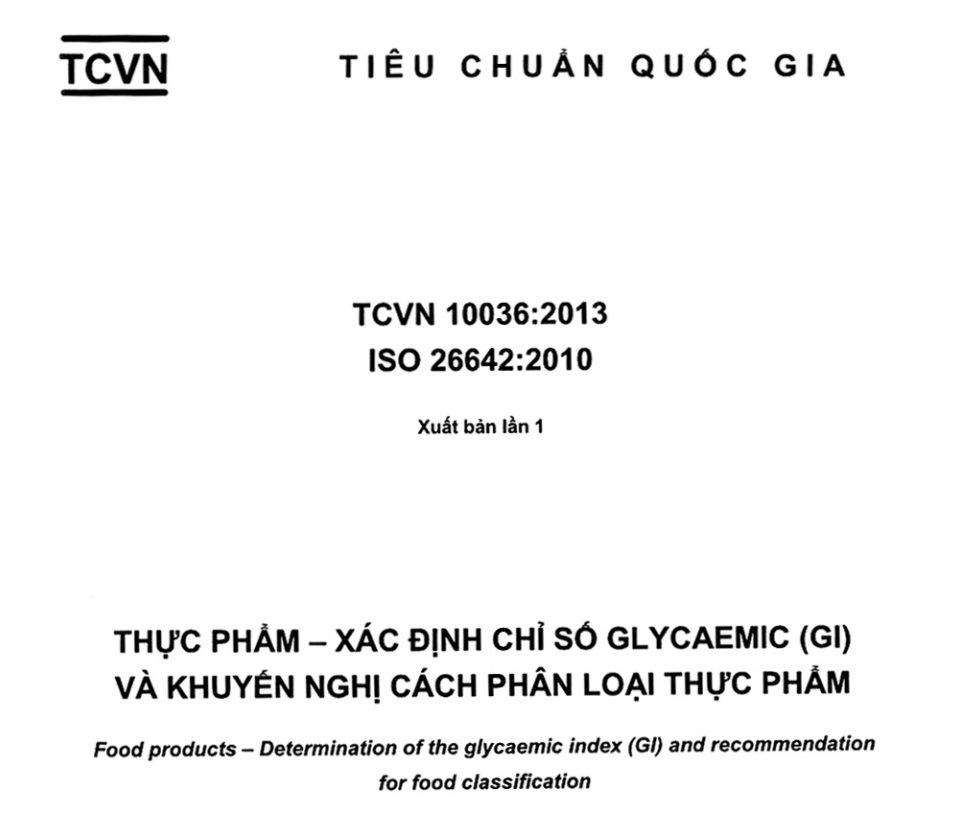 TCVN
TIÊU CHUẨN QUỐC GIA
TCVN 10036:2013
ISO 26642:2010
Xuất bản lần 1
THỰC PHẨM – XÁC ĐỊNH CHỈ SỐ GLYCAEMIC (GI)
VÀ KHUYẾN NGHỊ CÁCH PHÂN LOẠI THỰC PHẨM
Food products – Determination of the glycaemic index (GI) and recommendation
for food classification